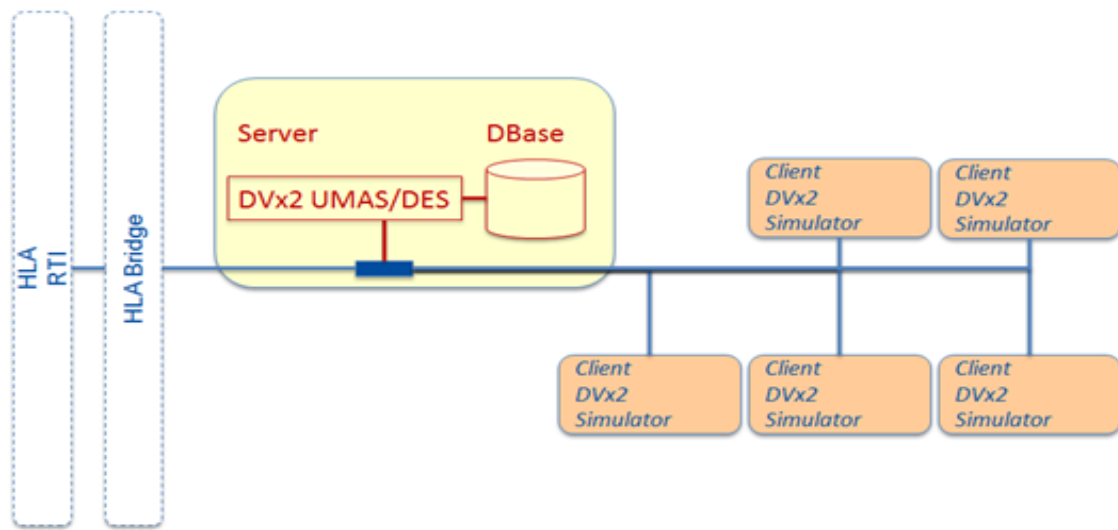 HLA
RTI
HLA Bridge
Server
DBase
DVx2 UMAS/DES
Client
DVx2
Simulator
Client
DVx2
Simulator
Client
DVx2
Simulator
Client
DVx2
Simulator
Client
DVx2
Simulator